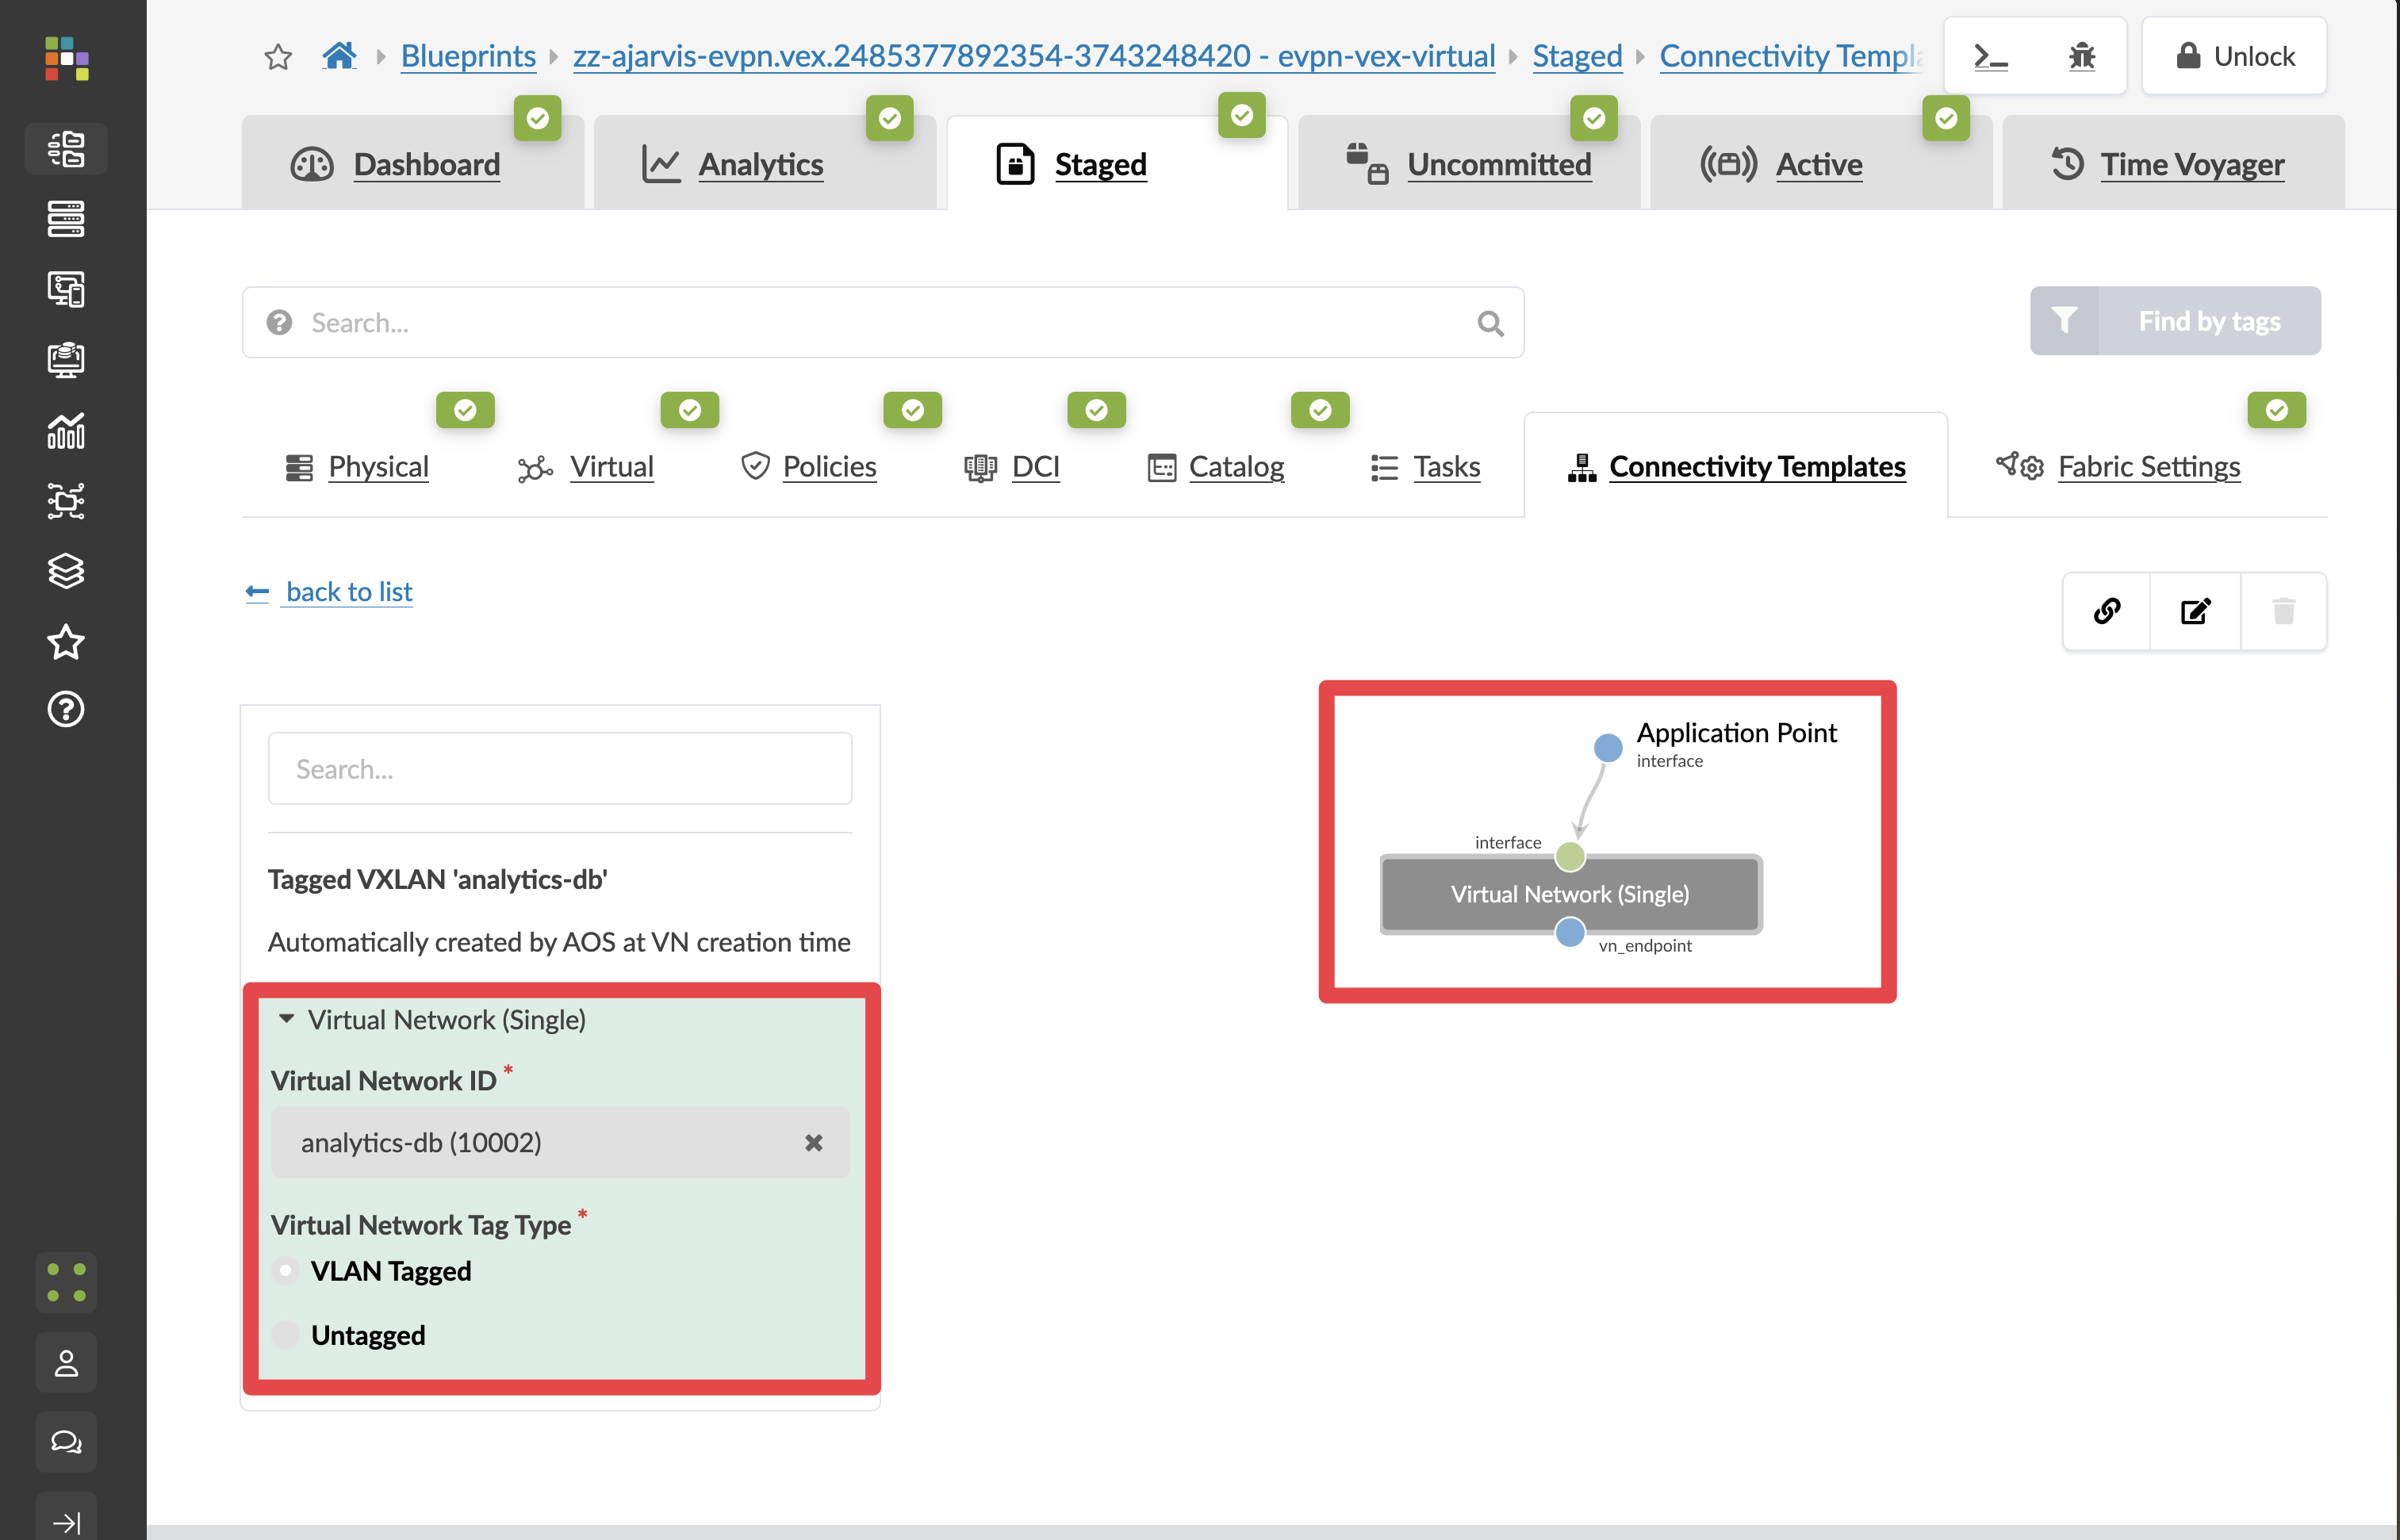 Blueprints
zz-ajarvis-evpn.vex.2485377892354-3743248420 - evpn-vex-virtual
Staged
Connectivity Templa
>_
Unlock
Dashboard
Analytics
Staged
Uncommitted
Active
Time Voyager
Search...
Find by tags
Physical
Virtual
Policies
DCI
Catalog
Tasks
Connectivity Templates
Fabric Settings
back to list
Search...
Tagged VXLAN 'analytics-db'
Automatically created by AOS at VN creation time
Virtual Network (Single)
Virtual Network ID *
analytics-db (10002)
Virtual Network Tag Type *
VLAN Tagged
Untagged
Application Point
interface
interface
Virtual Network (Single)
vn_endpoint